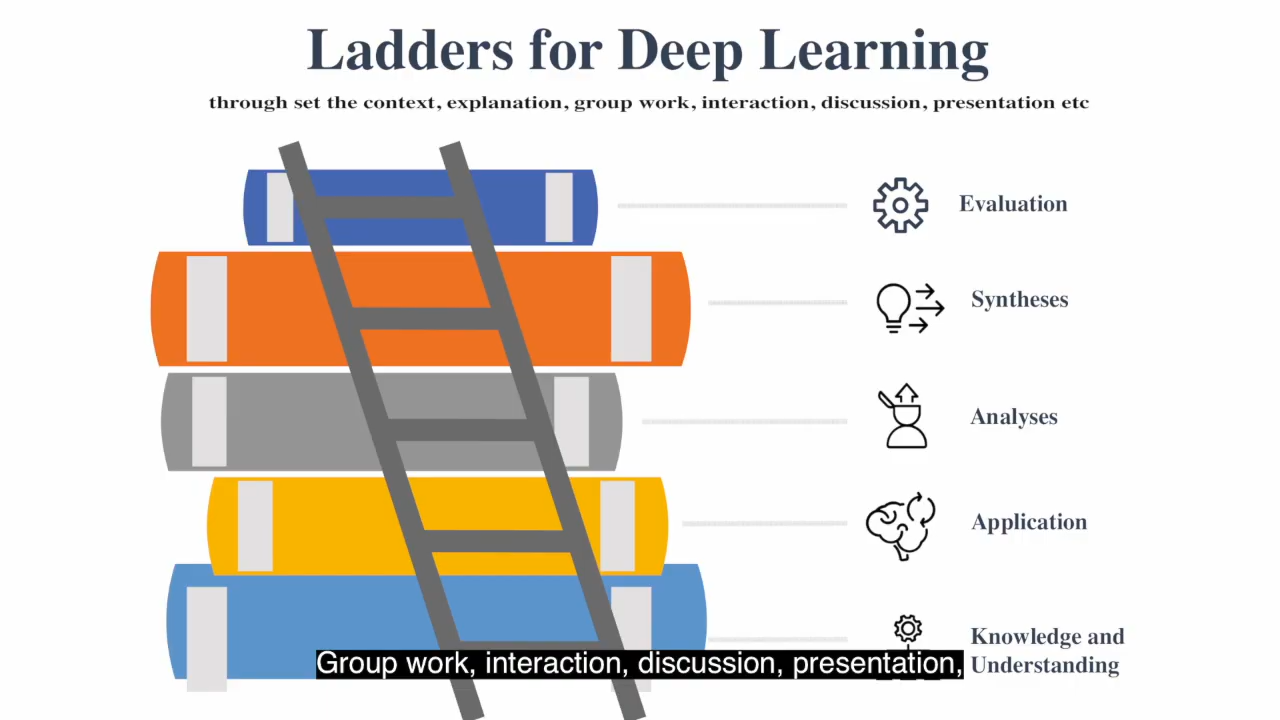 Ladders for Deep Learning
through set the context, explanation, group work, interaction, discussion, presentation etc
Evaluation
Syntheses
Analyses
Application
Knowledge and
Understanding
Group work, interaction, discussion, presentation,